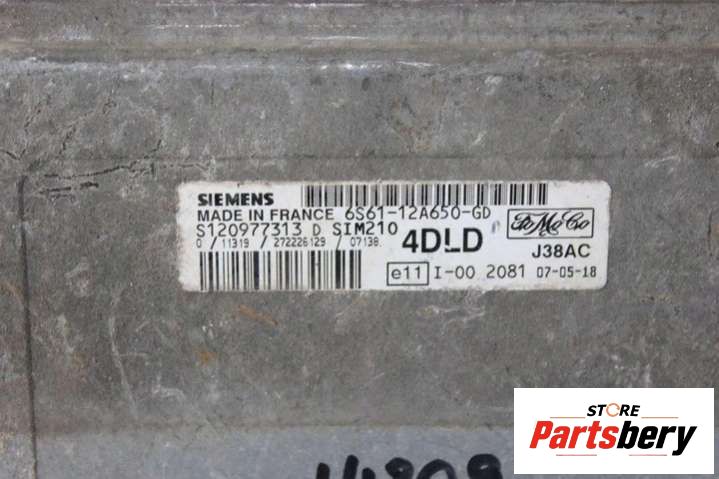 SIEMENS
MADE IN FRANCE 6S61-12A650-GD
S120977313 D SIM210
0 / 11319 / 272226129 / 07138
4DLD
FoMoCo
J38AC
e11 I-00 2081 07-05-18
STORE
Partsbery